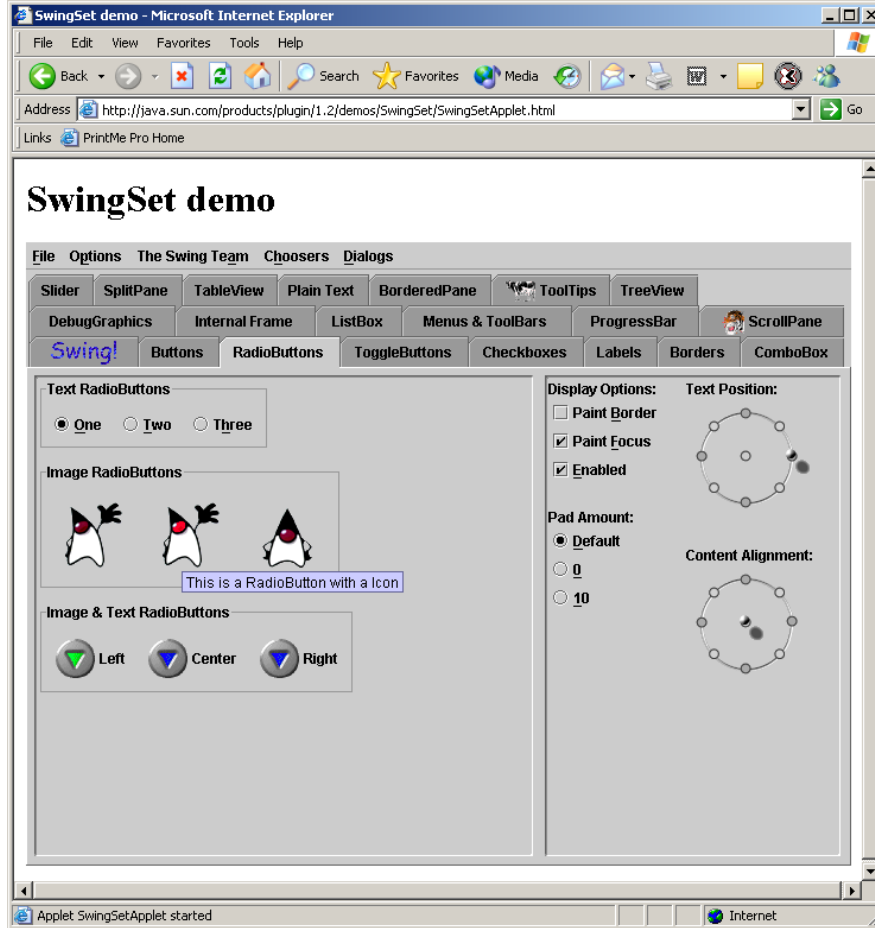 SwingSet demo - Microsoft Internet Explorer
File Edit View Favorites Tools Help
Back Search Favorites Media
Address http://java.sun.com/products/plugin/1.2/demos/SwingSet/SwingSetApplet.html Go
Links PrintMe Pro Home
SwingSet demo
File Options The Swing Team Choosers Dialogs
Slider SplitPane TableView Plain Text BorderedPane ToolTips TreeView
DebugGraphics Internal Frame ListBox Menus & ToolBars ProgressBar ScrollPane
Swing! Buttons RadioButtons ToggleButtons Checkboxes Labels Borders ComboBox
Text RadioButtons
One Two Three
Image RadioButtons
This is a RadioButton with a Icon
Image & Text RadioButtons
Left Center Right
Display Options:
Paint Border
Paint Focus
Enabled
Pad Amount:
Default
0
10
Text Position:
Content Alignment:
Applet SwingSetApplet started Internet